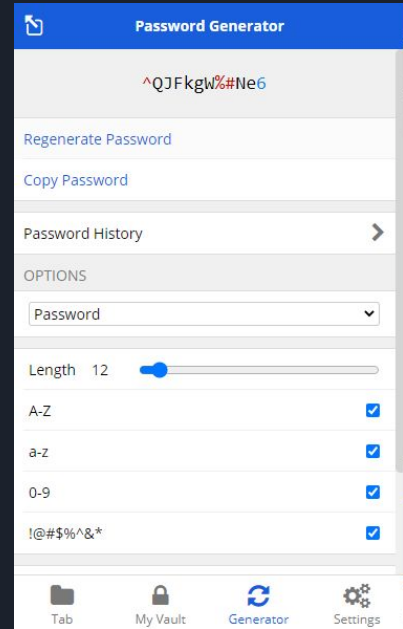 Password Generator
^QJFkgW%#Ne6
Regenerate Password
Copy Password
Password History
OPTIONS
Password
Length 12
A-Z
a-z
0-9
!@#$%^&*
Tab My Vault Generator Settings